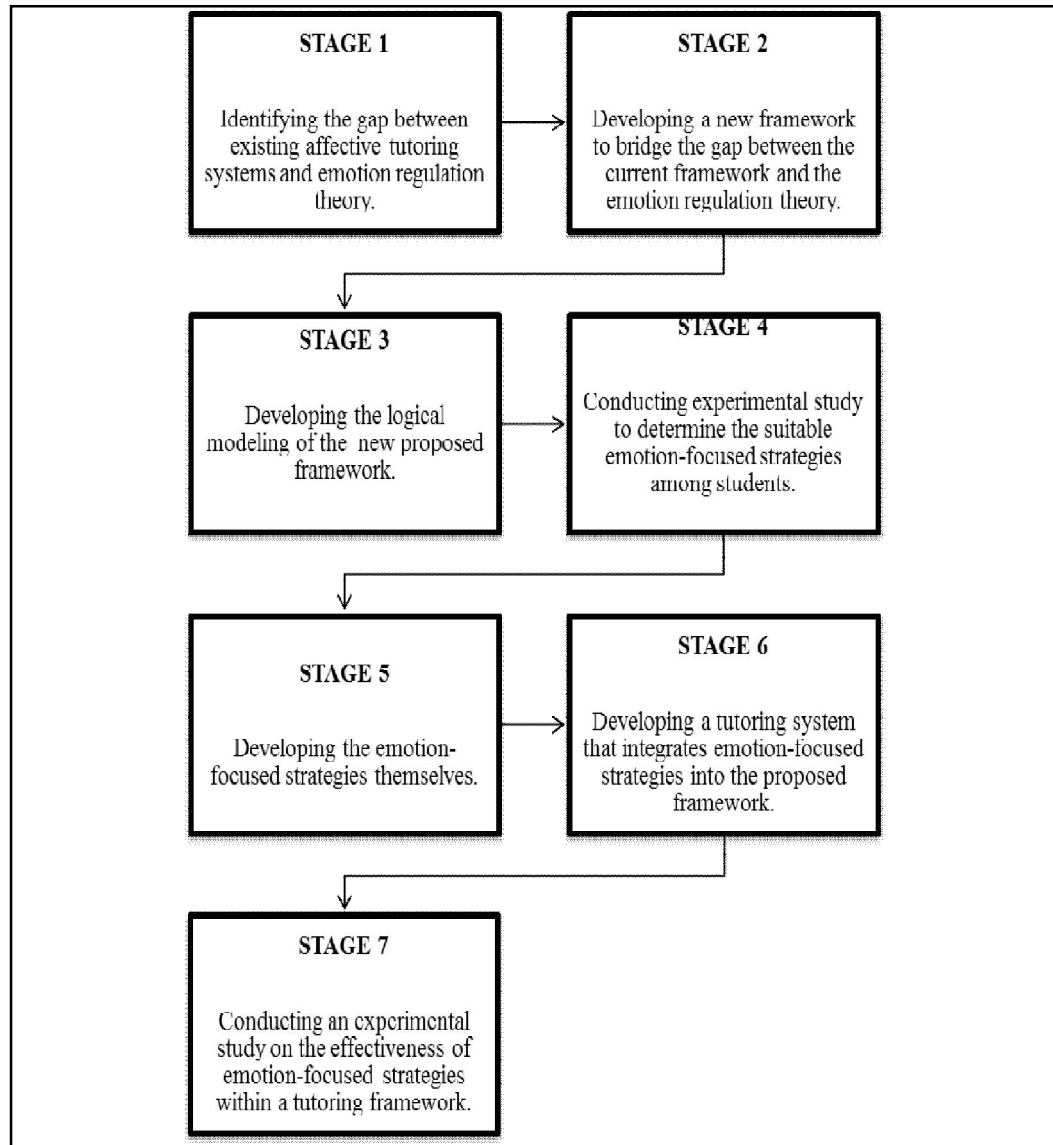 STAGE 1
Identifying the gap between
existing affective tutoring
systems and emotion regulation
theory.
STAGE 2
Developing a new framework
to bridge the gap between the
current framework and the
emotion regulation theory.
STAGE 3
Developing the logical
modeling of the new proposed
framework.
STAGE 4
Conducting experimental study
to determine the suitable
emotion-focused strategies
among students.
STAGE 5
Developing the emotion-
focused strategies themselves.
STAGE 6
Developing a tutoring system
that integrates emotion-focused
strategies into the proposed
framework.
STAGE 7
Conducting an experimental
study on the effectiveness of
emotion-focused strategies
within a tutoring framework.